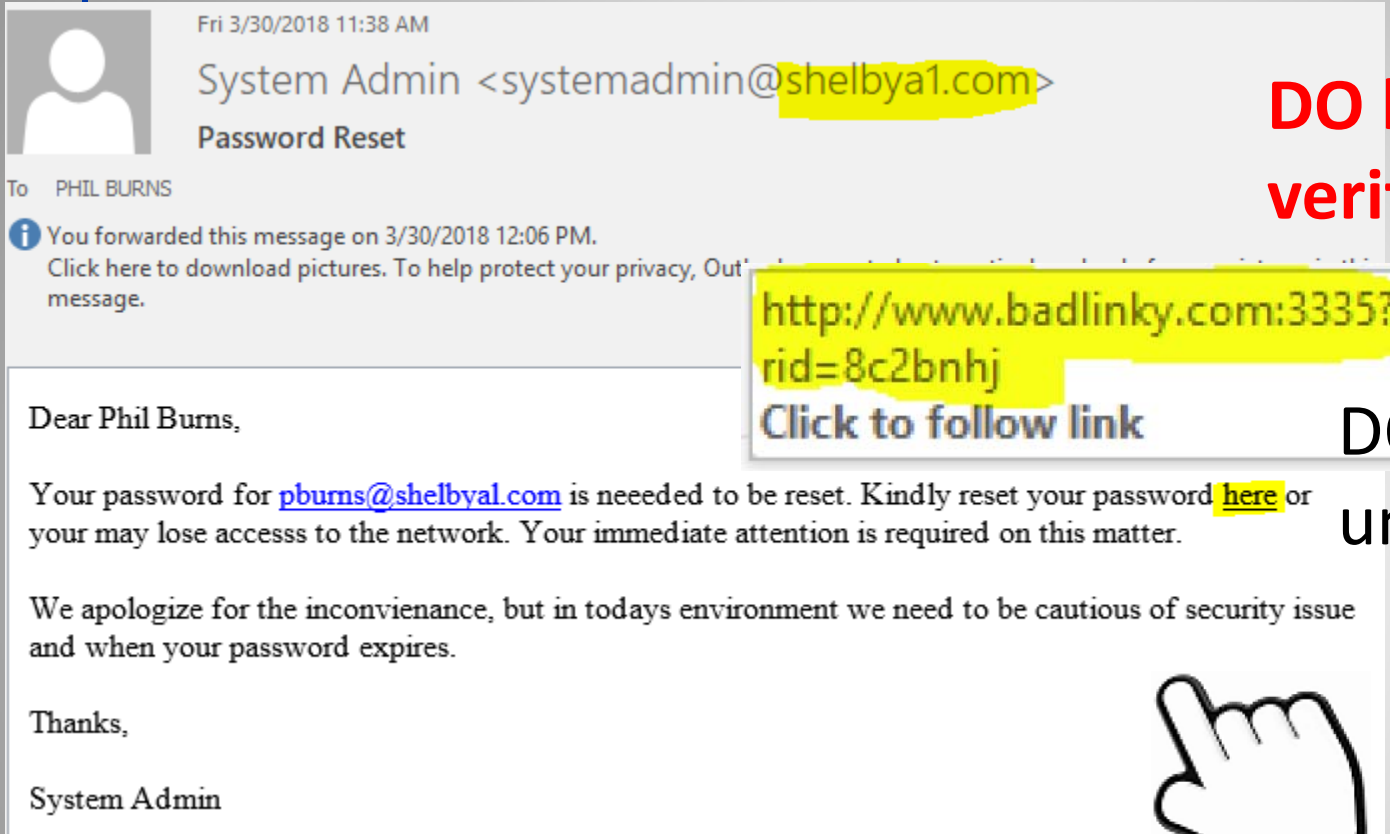 Fri 3/30/2018 11:38 AM
System Admin <systemadmin@shelbya1.com>
Password Reset
To PHIL BURNS
You forwarded this message on 3/30/2018 12:06 PM.
Click here to download pictures. To help protect your privacy,
message.
DO
http://www.badlinky.com:3335?
rid=8c2bnhj
Click to follow link
Dear Phil Burns,
Your password for pburns@shelbyal.com is neeeded to be reset. Kindly reset your password here or
your may lose accesss to the network. Your immediate attention is required on this matter.
We apologize for the inconvienance, but in todays environment we need to be cautious of security issue
and when your password expires.
Thanks,
System Admin